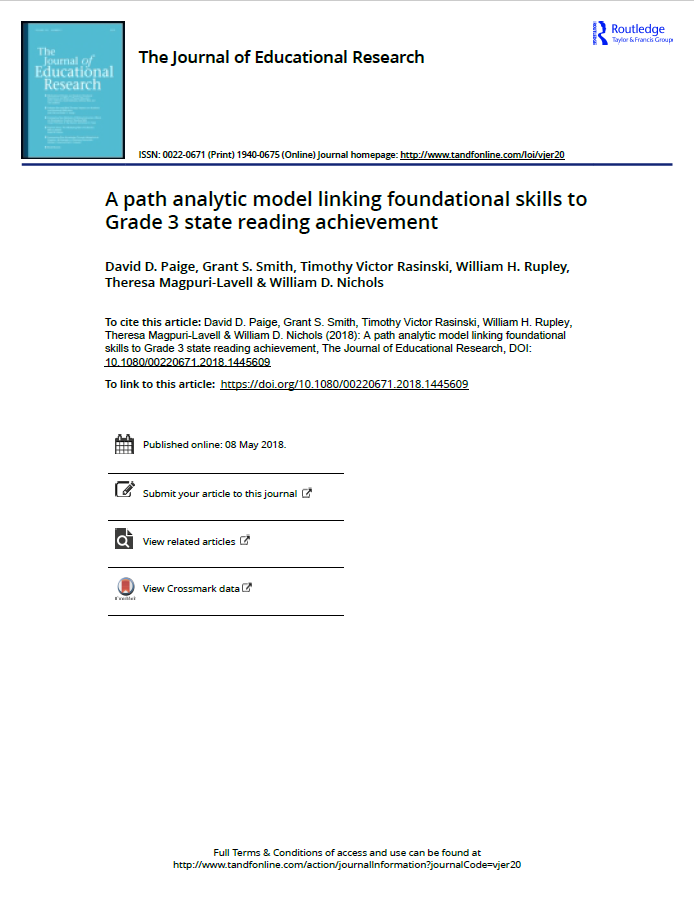 The
Journal of
Educational
Research
The Journal of Educational Research
Routledge
Taylor & Francis Group
ISSN: 0022-0671 (Print) 1940-0675 (Online) Journal homepage: http://www.tandfonline.com/loi/vjer20
A path analytic model linking foundational skills to
Grade 3 state reading achievement
David D. Paige, Grant S. Smith, Timothy Victor Rasinski, William H. Rupley,
Theresa Magpuri-Lavell & William D. Nichols
To cite this article: David D. Paige, Grant S. Smith, Timothy Victor Rasinski, William H. Rupley,
Theresa Magpuri-Lavell & William D. Nichols (2018): A path analytic model linking foundational
skills to Grade 3 state reading achievement, The Journal of Educational Research, DOI:
10.1080/00220671.2018.1445609
To link to this article: https://doi.org/10.1080/00220671.2018.1445609
Published online: 08 May 2018.
Submit your article to this journal
View related articles
View Crossmark data
Full Terms & Conditions of access and use can be found at
http://www.tandfonline.com/action/journalInformation?journalCode=vjer20